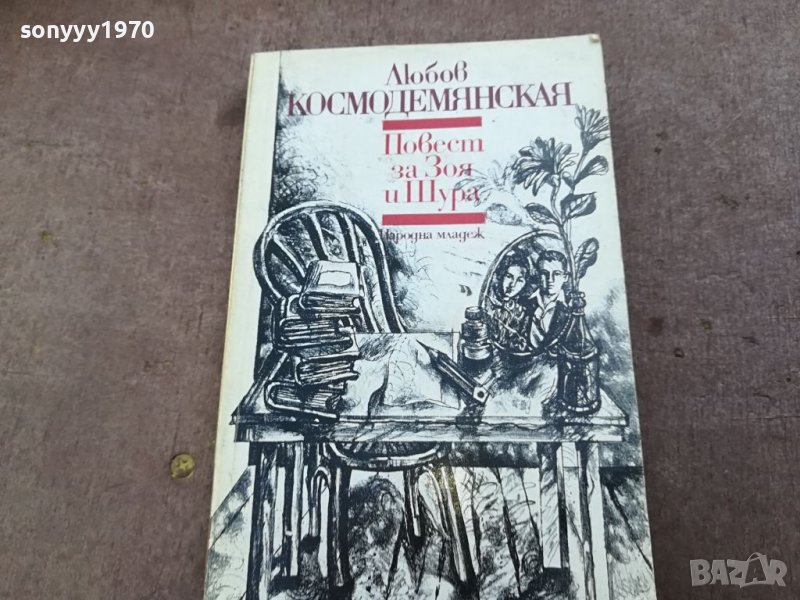 sonyyy1970
Любов
КОСМОДЕМЯНСКАЯ
Повест
за Зоя
и Шура
Народна младеж
BAZAR